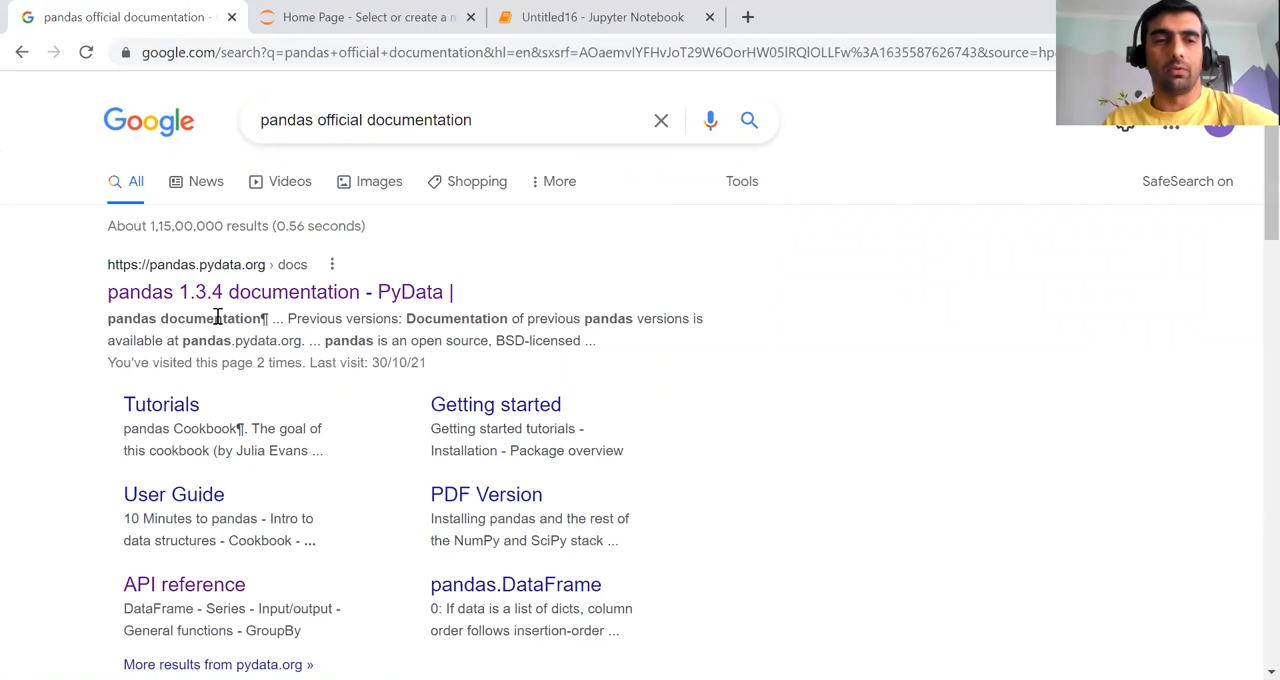 pandas official documentation -
Home Page - Select or create a n
Untitled16 - Jupyter Notebook
google.com/search?q=pandas+official+documentation&hl=en&sxsrf=AOaemvIYFHvJoT29W6OorHW05lRQlOLLFw%3A1635587626743&source=hp
Google
pandas official documentation
All
News
Videos
Images
Shopping
More
Tools
SafeSearch on
About 1,15,00,000 results (0.56 seconds)
https://pandas.pydata.org › docs
pandas 1.3.4 documentation - PyData |
pandas documentation¶ ... Previous versions: Documentation of previous pandas versions is
available at pandas.pydata.org. ... pandas is an open source, BSD-licensed ...
You've visited this page 2 times. Last visit: 30/10/21
Tutorials
pandas Cookbook¶. The goal of
this cookbook (by Julia Evans ...
Getting started
Getting started tutorials -
Installation - Package overview
User Guide
10 Minutes to pandas - Intro to
data structures - Cookbook - ...
PDF Version
Installing pandas and the rest of
the NumPy and SciPy stack ...
API reference
DataFrame - Series - Input/output -
General functions - GroupBy
pandas.DataFrame
0: If data is a list of dicts, column
order follows insertion-order ...
More results from pydata.org »